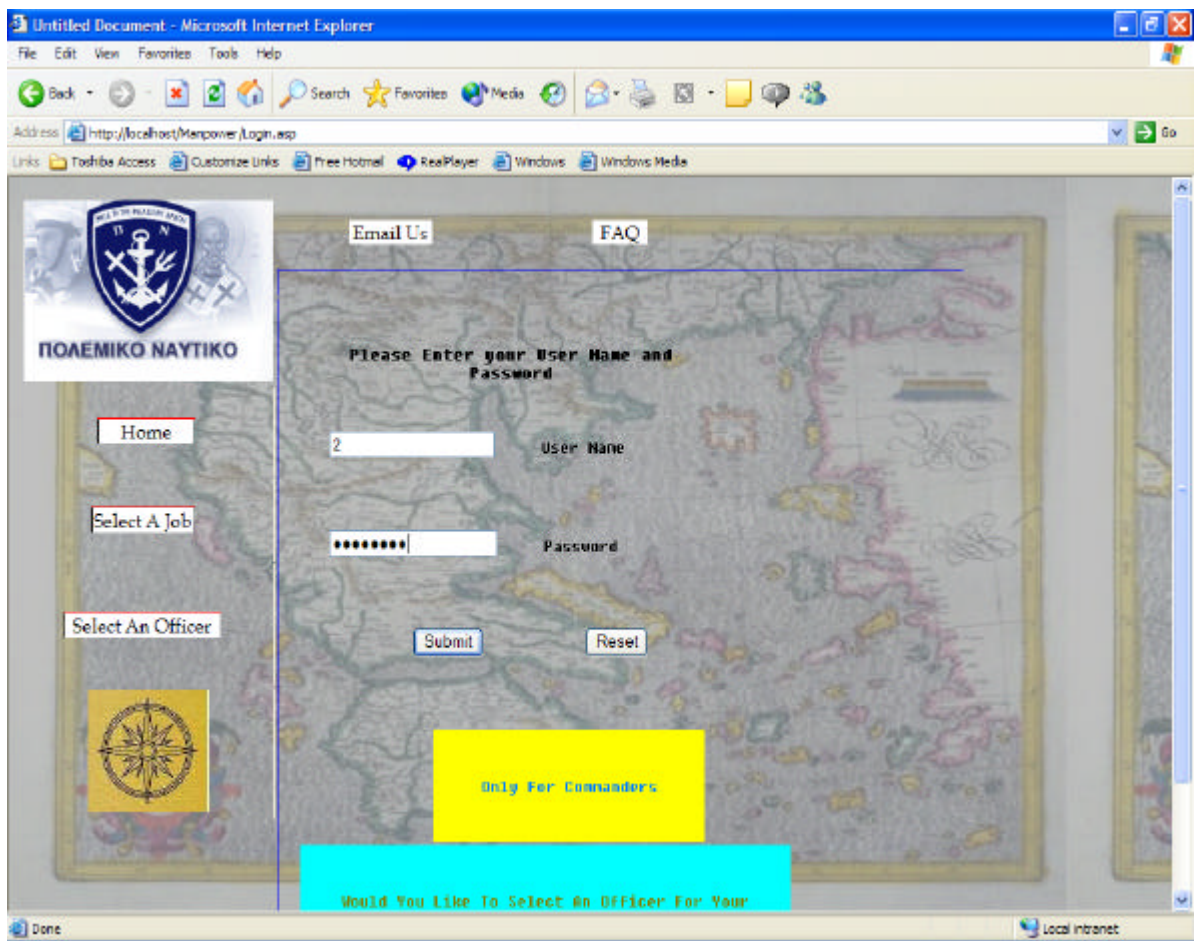 Untitled Document - Microsoft Internet Explorer
File Edit View Favorites Tools Help
Back Search Favorites Media
Address http://localhost/Manpower/Login.asp Go
Links Toshiba Access Customize Links Free Hotmail RealPlayer Windows Windows Media
Π Ν
ΠΟΛΕΜΙΚΟ ΝΑΥΤΙΚΟ
Email Us FAQ
Please Enter your User Name and
Password
Home
2 User Name
Select A Job
•••••••• Password
Select An Officer
Submit Reset
Only For Commanders
Would You Like To Select An Officer For Your
Done Local intranet